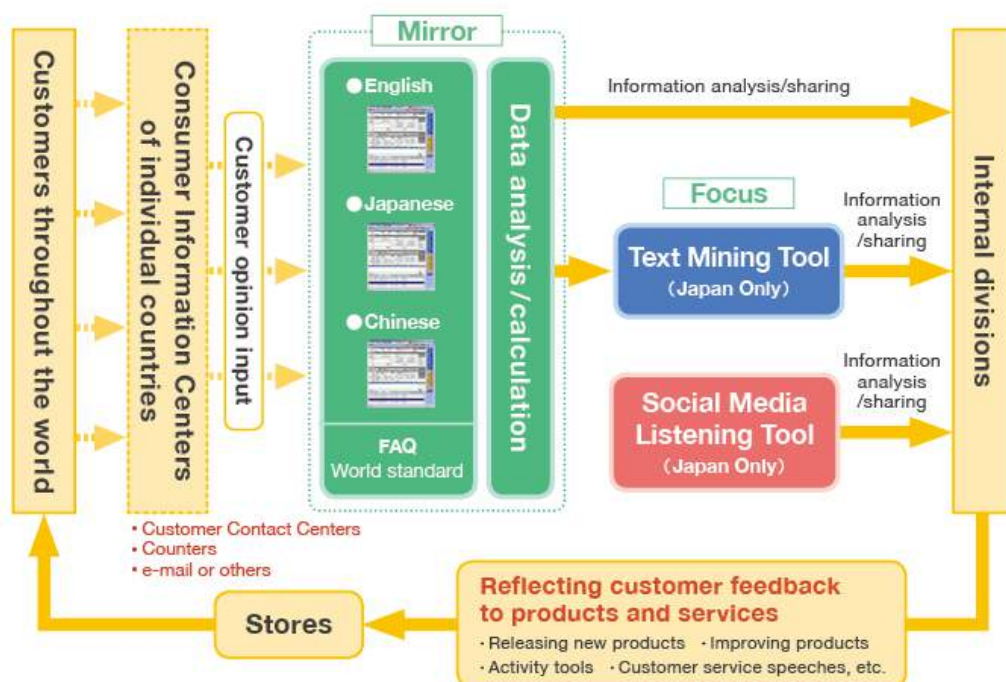 Customers throughout the world
Consumer Information Centers
of individual countries
Customer opinion input
Mirror
English
Japanese
Chinese
FAQ
World standard
Data analysis/calculation
Information analysis/sharing
Focus
Text Mining Tool
(Japan Only)
Information
analysis
/sharing
Social Media
Listening Tool
(Japan Only)
Information
analysis
/sharing
Internal divisions
• Customer Contact Centers
• Counters
• e-mail or others
Stores
Reflecting customer feedback
to products and services
· Releasing new products · Improving products
· Activity tools · Customer service speeches, etc.